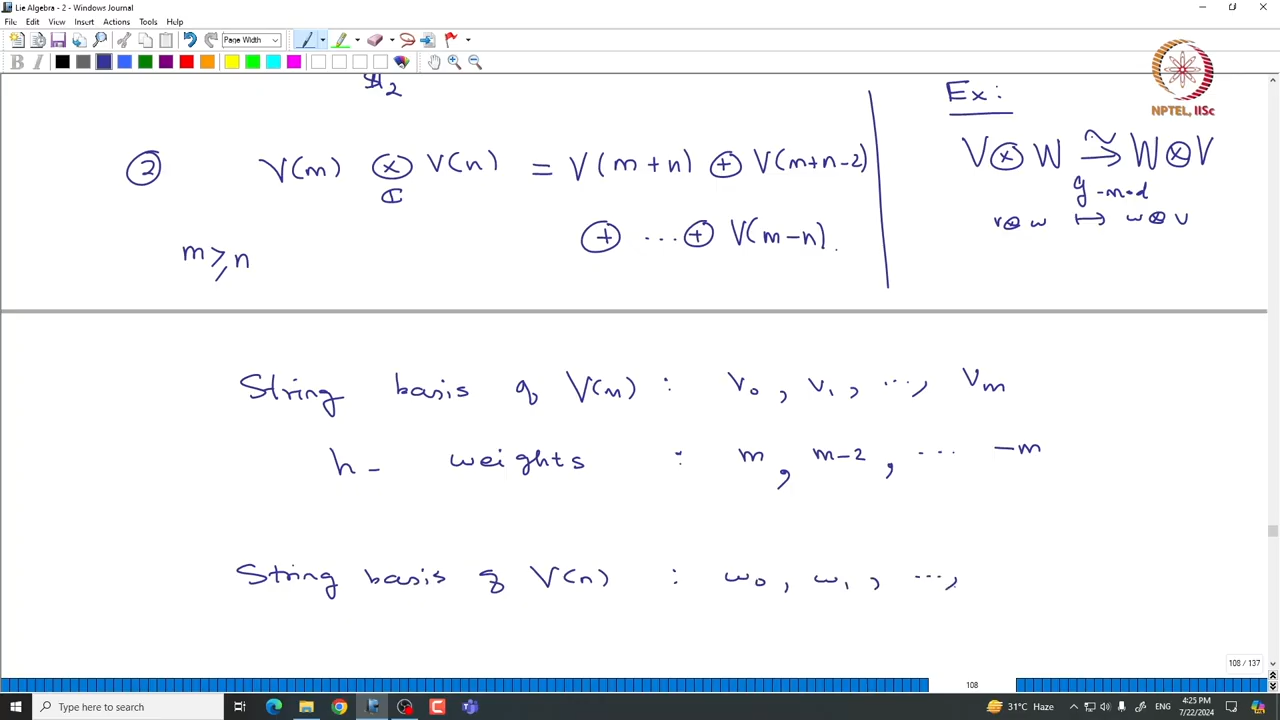 Lie Algebra - 2 - Windows Journal
File Edit View Insert Actions Tools Help
Page Width
NPTEL, IISc
Ex:
② V(m) ⊗ V(n) = V(m+n) ⊕ V(m+n-2)
ℂ
⊕ ... ⊕ V(m-n).
m ≥ n
V ⊗ W ≅→ W ⊗ V
g-mod
v⊗w ↦ w⊗v
String basis of V(m) : v₀, v₁, ..., vₘ
h- weights : m, m-2, ... -m
String basis of V(n) : w₀, w₁, ...,
108 / 137
108
Type here to search
31°C Haze
ENG
4:25 PM
7/22/2024